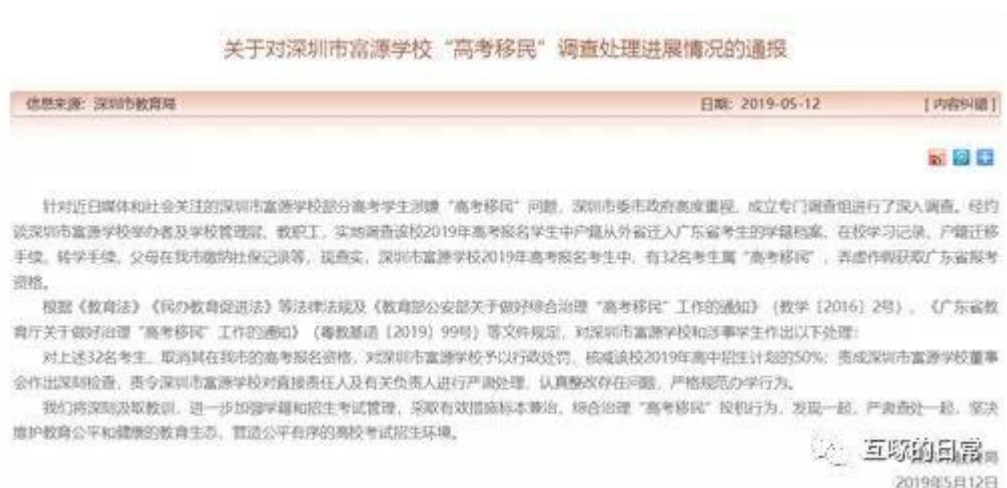 关于对深圳市富源学校“高考移民”调查处理进展情况的通报
信息来源：深圳市教育局 日期：2019-05-12 [内容纠错]
针对近日媒体和社会关注的深圳市富源学校部分高考学生涉嫌“高考移民”问题，深圳市委市政府高度重视，成立专门调查组进行了深入调查。经约
谈深圳市富源学校举办者及学校管理层、教职工，实地调查该校2019年高考报名学生中户籍从外省迁入广东省考生的学籍档案、在校学习记录、户籍迁移
手续、转学手续、父母在我市缴纳社保记录等，现查实，深圳市富源学校2019年高考报名考生中，有32名考生属“高考移民”，弄虚作假获取广东省报考
资格。
根据《教育法》《民办教育促进法》等法律法规及《教育部公安部关于做好综合治理“高考移民”工作的通知》（教学〔2016〕2号）、《广东省教
育厅关于做好治理“高考移民”工作的通知》（粤教基函〔2019〕99号）等文件规定，对深圳市富源学校和涉事学生作出以下处理：
对上述32名考生，取消其在我市的高考报名资格，对深圳市富源学校予以行政处罚，核减该校2019年高中招生计划的50%；责成深圳市富源学校董事
会作出深刻检查，责令深圳市富源学校对直接责任人及有关负责人进行严肃处理，认真整改存在问题，严格规范办学行为。
我们将深刻汲取教训，进一步加强学籍和招生考试管理，采取有效措施标本兼治，综合治理“高考移民”投机行为，发现一起，严肃查处一起，坚决
维护教育公平和健康的教育生态，营造公平有序的高校考试招生环境。
互琢的日常
2019年5月12日